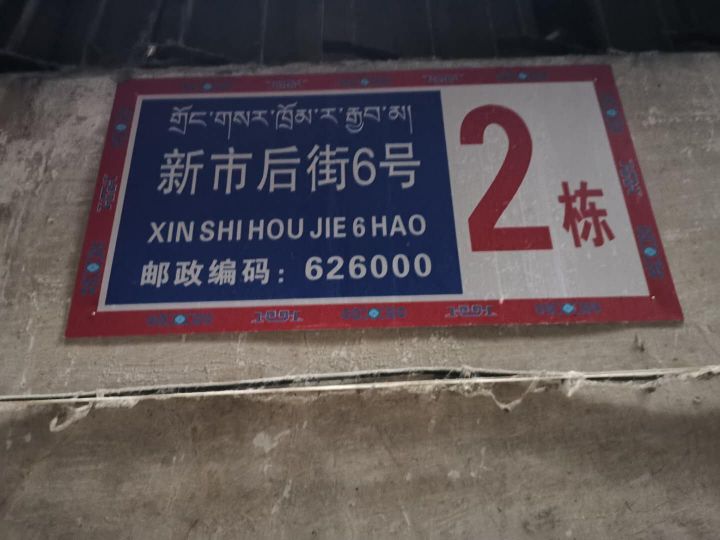 གྲོང་གསར་ཁྲོམ་ར་རྒྱབ་མ།
新市后街6号
XIN SHI HOU JIE 6 HAO
邮政编码：626000
2栋